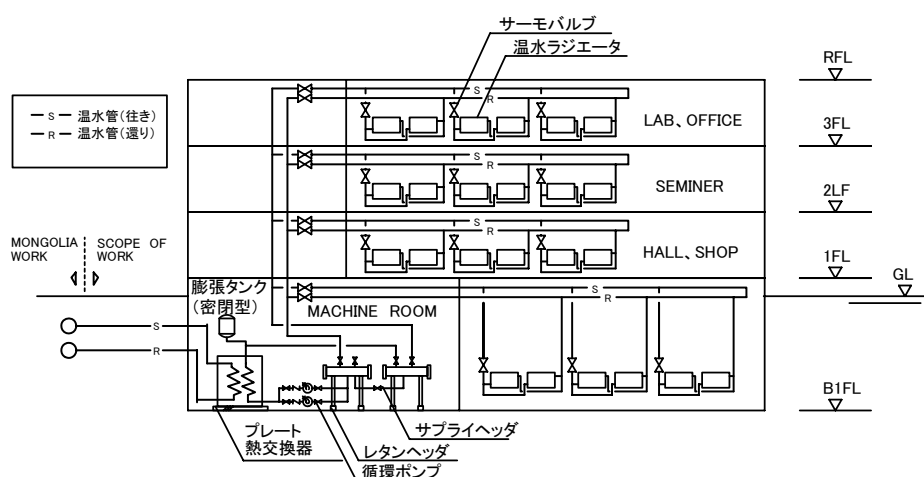 サーモバルブ
温水ラジエータ
RFL
S
R
LAB、OFFICE
3FL
S
R
SEMINER
2LF
S
R
HALL、SHOP
1FL
GL
S 温水管(往き)
R 温水管(還り)
MONGOLIA WORK
SCOPE OF WORK
膨張タンク
(密閉型)
MACHINE ROOM
S
R
S
R
B1FL
プレート
熱交換器
サプライヘッダ
レタンヘッダ
循環ポンプ